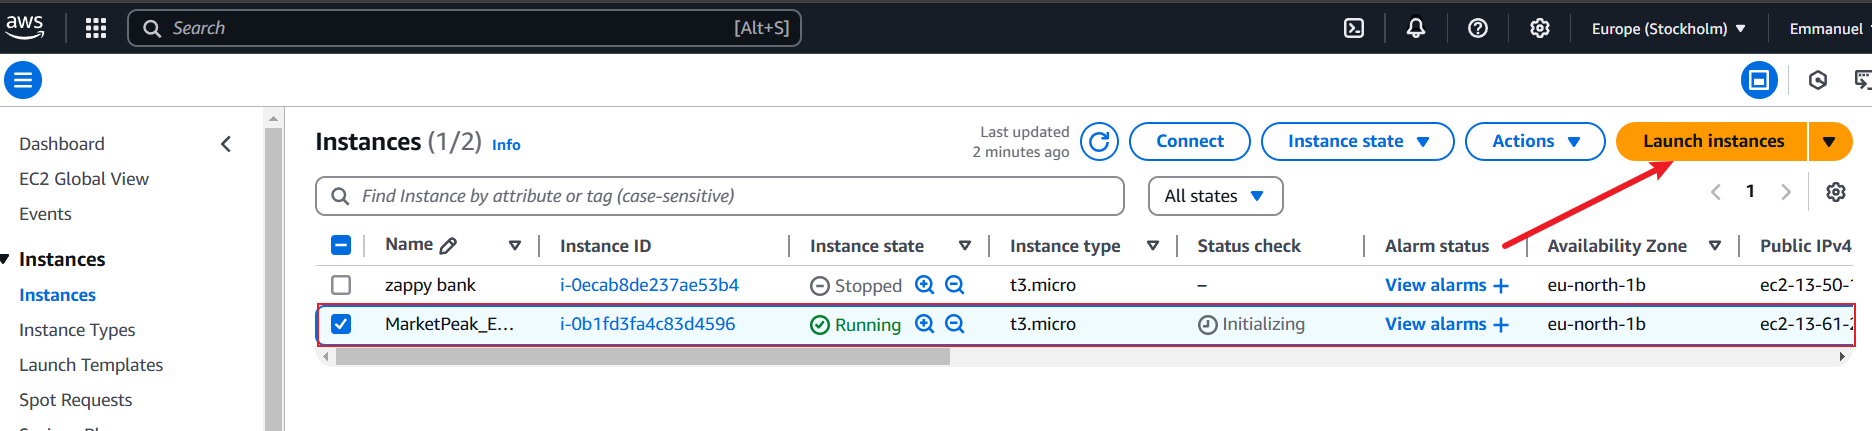 aws
Search [Alt+S]
Europe (Stockholm)
Emmanuel
Dashboard
EC2 Global View
Events
Instances
Instances
Instance Types
Launch Templates
Spot Requests
Instances (1/2) Info
Last updated
2 minutes ago
Connect
Instance state
Actions
Launch instances
Find Instance by attribute or tag (case-sensitive)
All states
1
Name Instance ID Instance state Instance type Status check Alarm status Availability Zone Public IPv4
zappy bank i-0ecab8de237ae53b4 Stopped t3.micro – View alarms + eu-north-1b ec2-13-50-
MarketPeak_E... i-0b1fd3fa4c83d4596 Running t3.micro Initializing View alarms + eu-north-1b ec2-13-61-